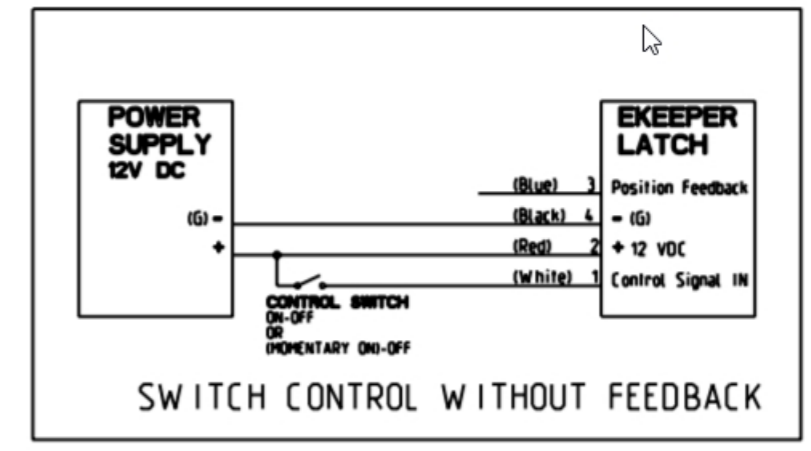 POWER
SUPPLY
12V DC
(G) -
+
EKEEPER
LATCH
(Blue) 3 Position Feedback
(Black) 4 - (G)
(Red) 2 + 12 VDC
(White) 1 Control Signal IN
CONTROL SWITCH
ON-OFF
OR
(MOMENTARY ON)-OFF
SWITCH CONTROL WITHOUT FEEDBACK